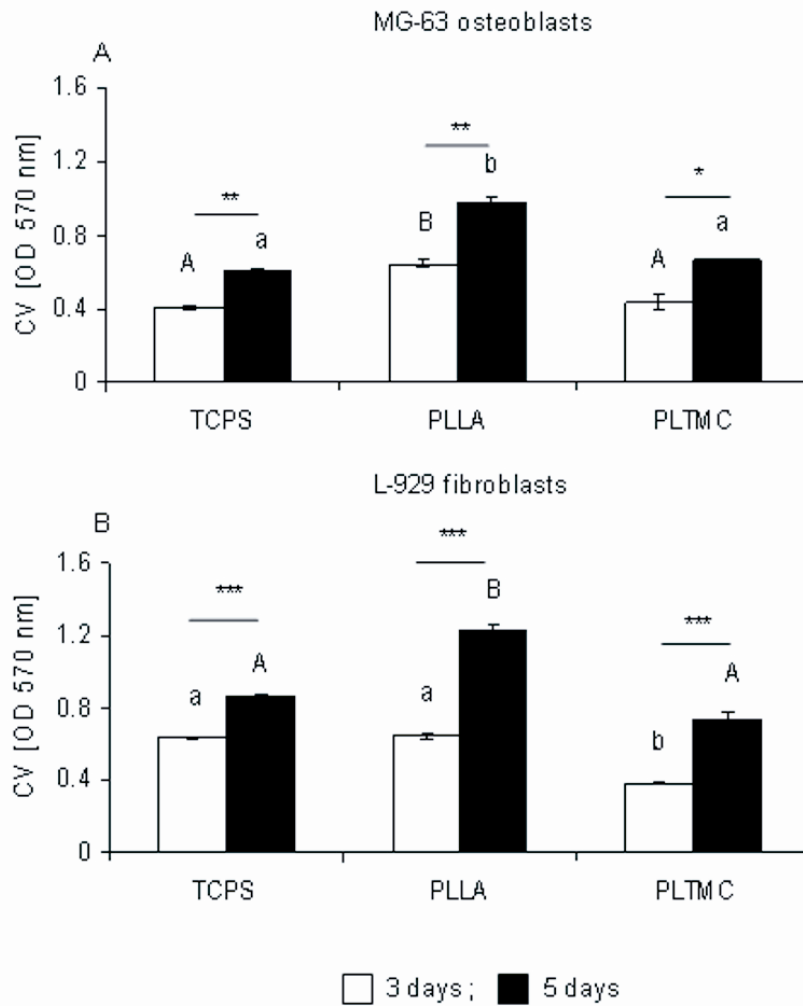 MG-63 osteoblasts
A
1.6
1.2
0.8
0.4
0
CV [OD 570 nm]
**
**
*
A
a
B
b
A
a
TCPS
PLLA
PLTMC
L-929 fibroblasts
B
1.6
1.2
0.8
0.4
0
CV [OD 570 nm]
***
***
***
a
A
a
B
b
A
TCPS
PLLA
PLTMC
3 days ; 5 days